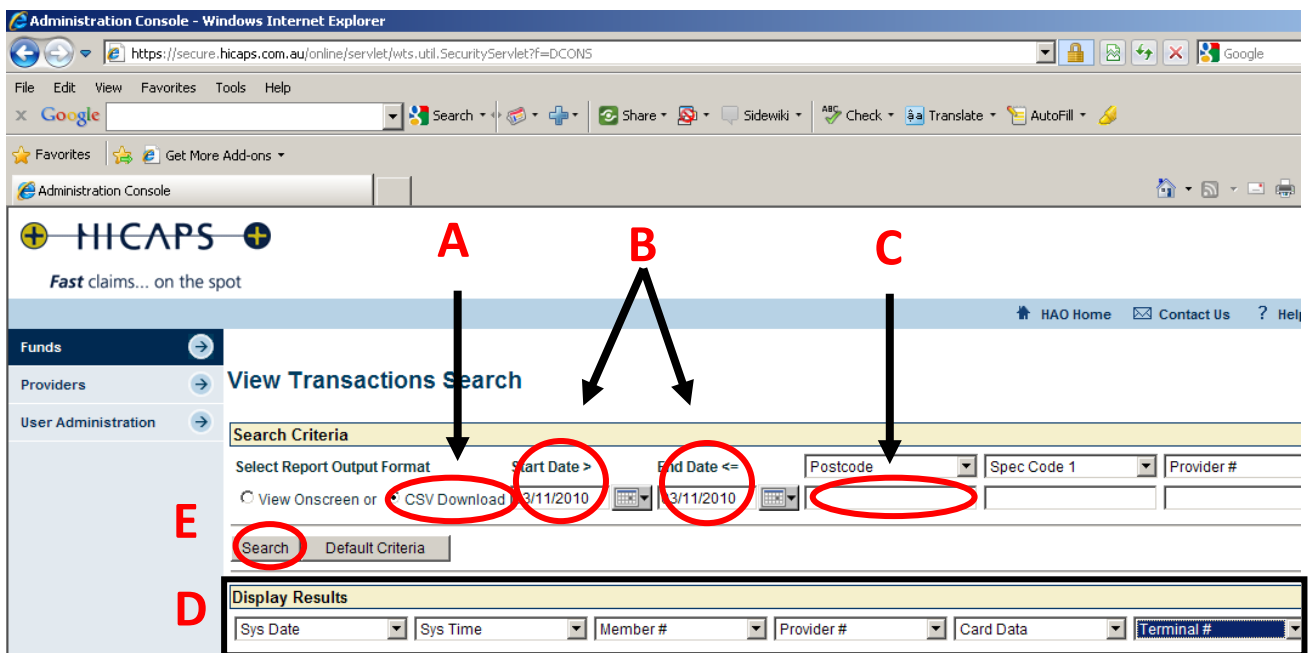 Administration Console - Windows Internet Explorer
https://secure.hicaps.com.au/online/servlet/wts.util.SecurityServlet?f=DCONS
Google
File Edit View Favorites Tools Help
x Google Search Share Sidewiki ABC Check âa Translate AutoFill
Favorites Get More Add-ons
Administration Console
HICAPS
Fast claims... on the spot
A B C
HAO Home Contact Us ? Help
Funds
Providers
User Administration
View Transactions Search
Search Criteria
Select Report Output Format Start Date > End Date <= Postcode Spec Code 1 Provider #
View Onscreen or CSV Download 3/11/2010 03/11/2010
E
Search Default Criteria
D
Display Results
Sys Date Sys Time Member # Provider # Card Data Terminal #